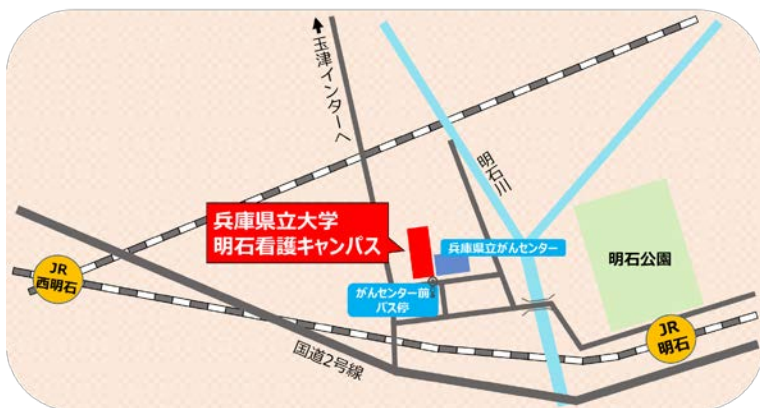 ↑玉津インターへ
明石川
兵庫県立大学
明石看護キャンパス
兵庫県立がんセンター
明石公園
JR
西明石
がんセンター前
バス停
JR
明石
国道2号線